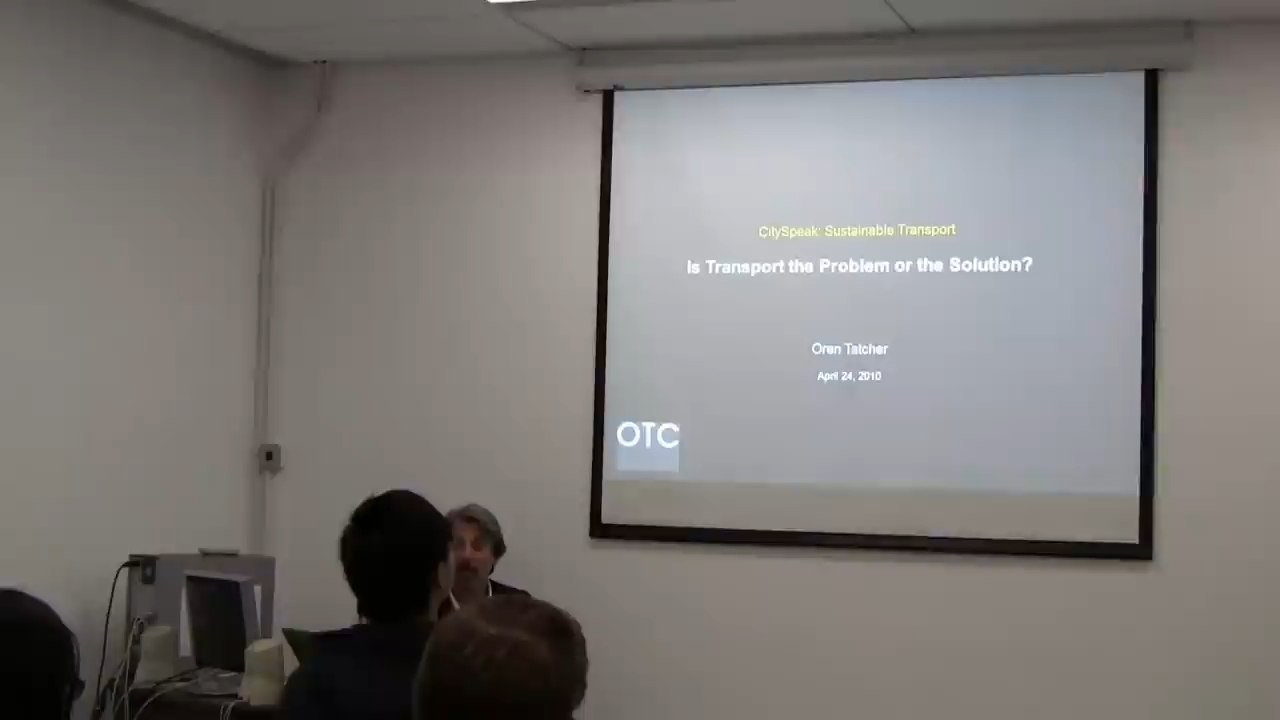 CitySpeak: Sustainable Transport
Is Transport the Problem or the Solution?
Oren Tatcher
April 24, 2010
OTC